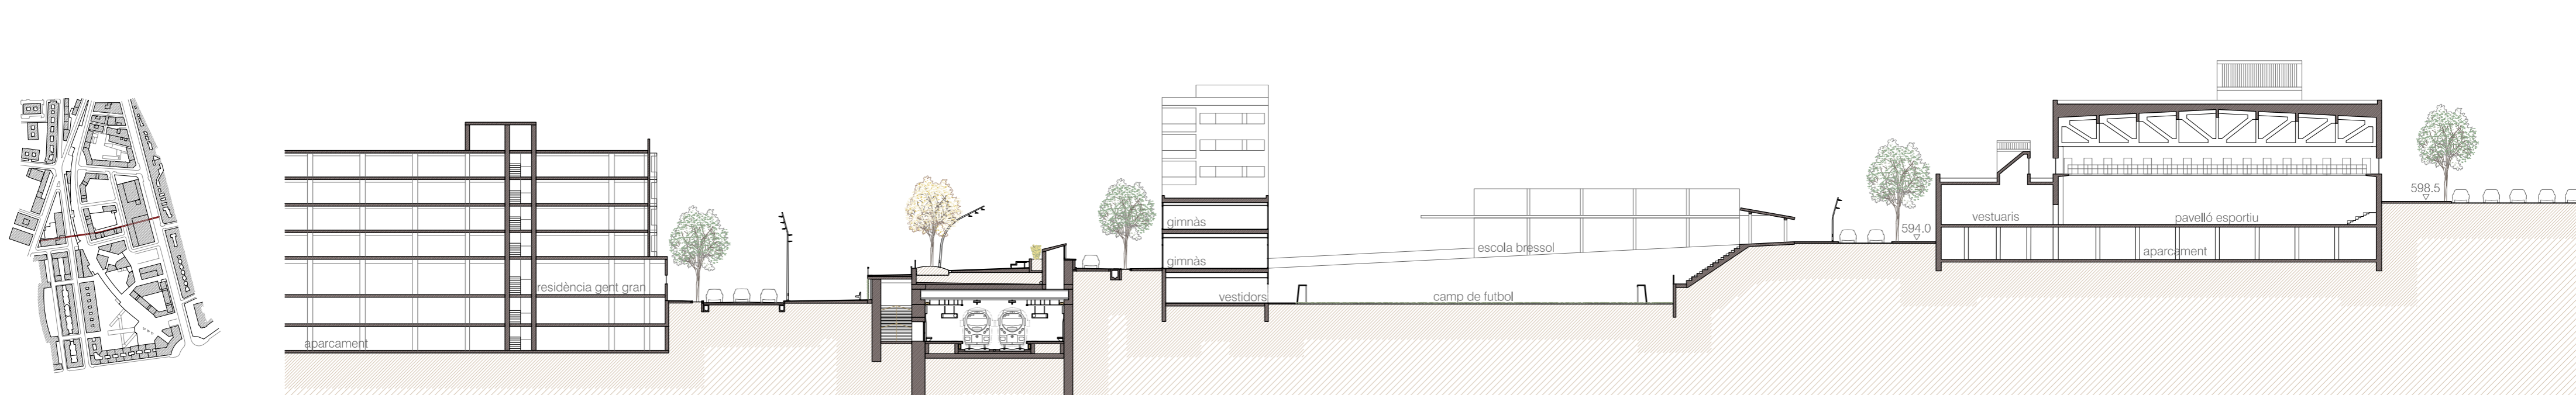 aparcament
residència gent gran
gimnàs
gimnàs
vestidors
camp de futbol
escola bressol
594.0
vestuaris
pavelló esportiu
aparcament
598.5